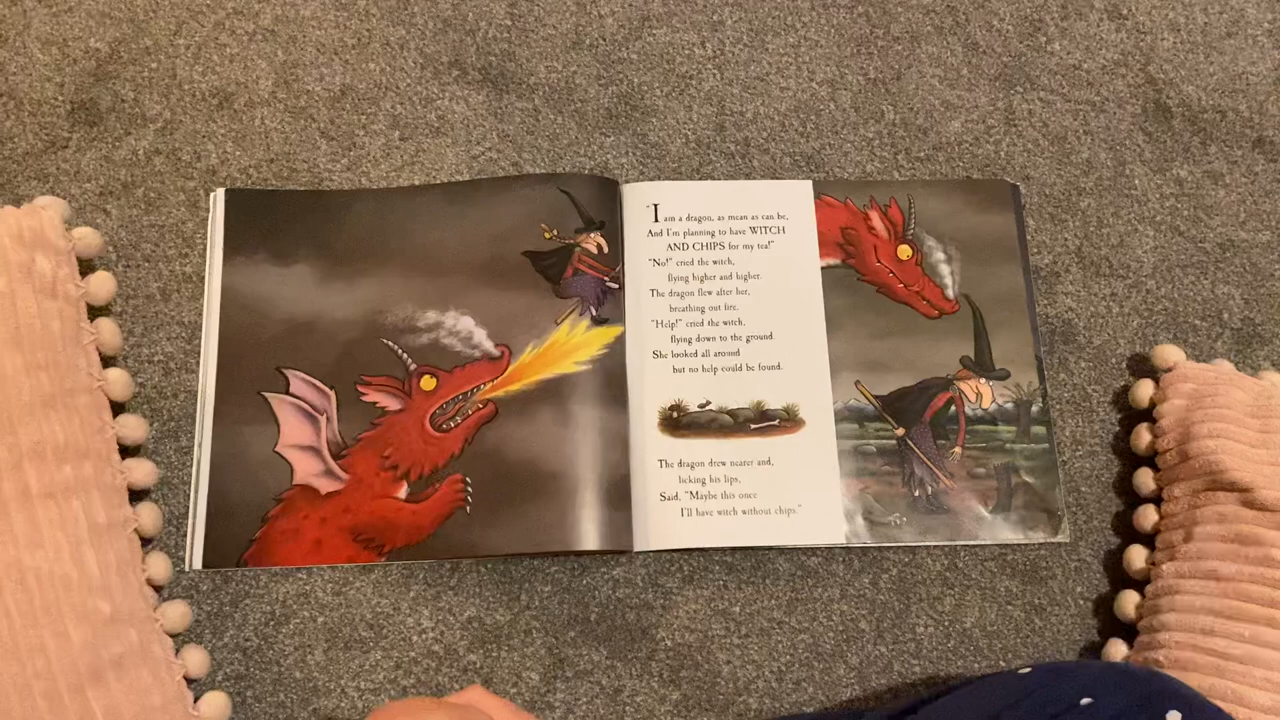 "I am a dragon, as mean as can be,
And I'm planning to have WITCH
AND CHIPS for my tea!"
"No!" cried the witch,
flying higher and higher.
The dragon flew after her,
breathing out fire.
"Help!" cried the witch,
flying down to the ground.
She looked all around
but no help could be found.
The dragon drew nearer and,
licking his lips,
Said, "Maybe this once
I'll have witch without chips."